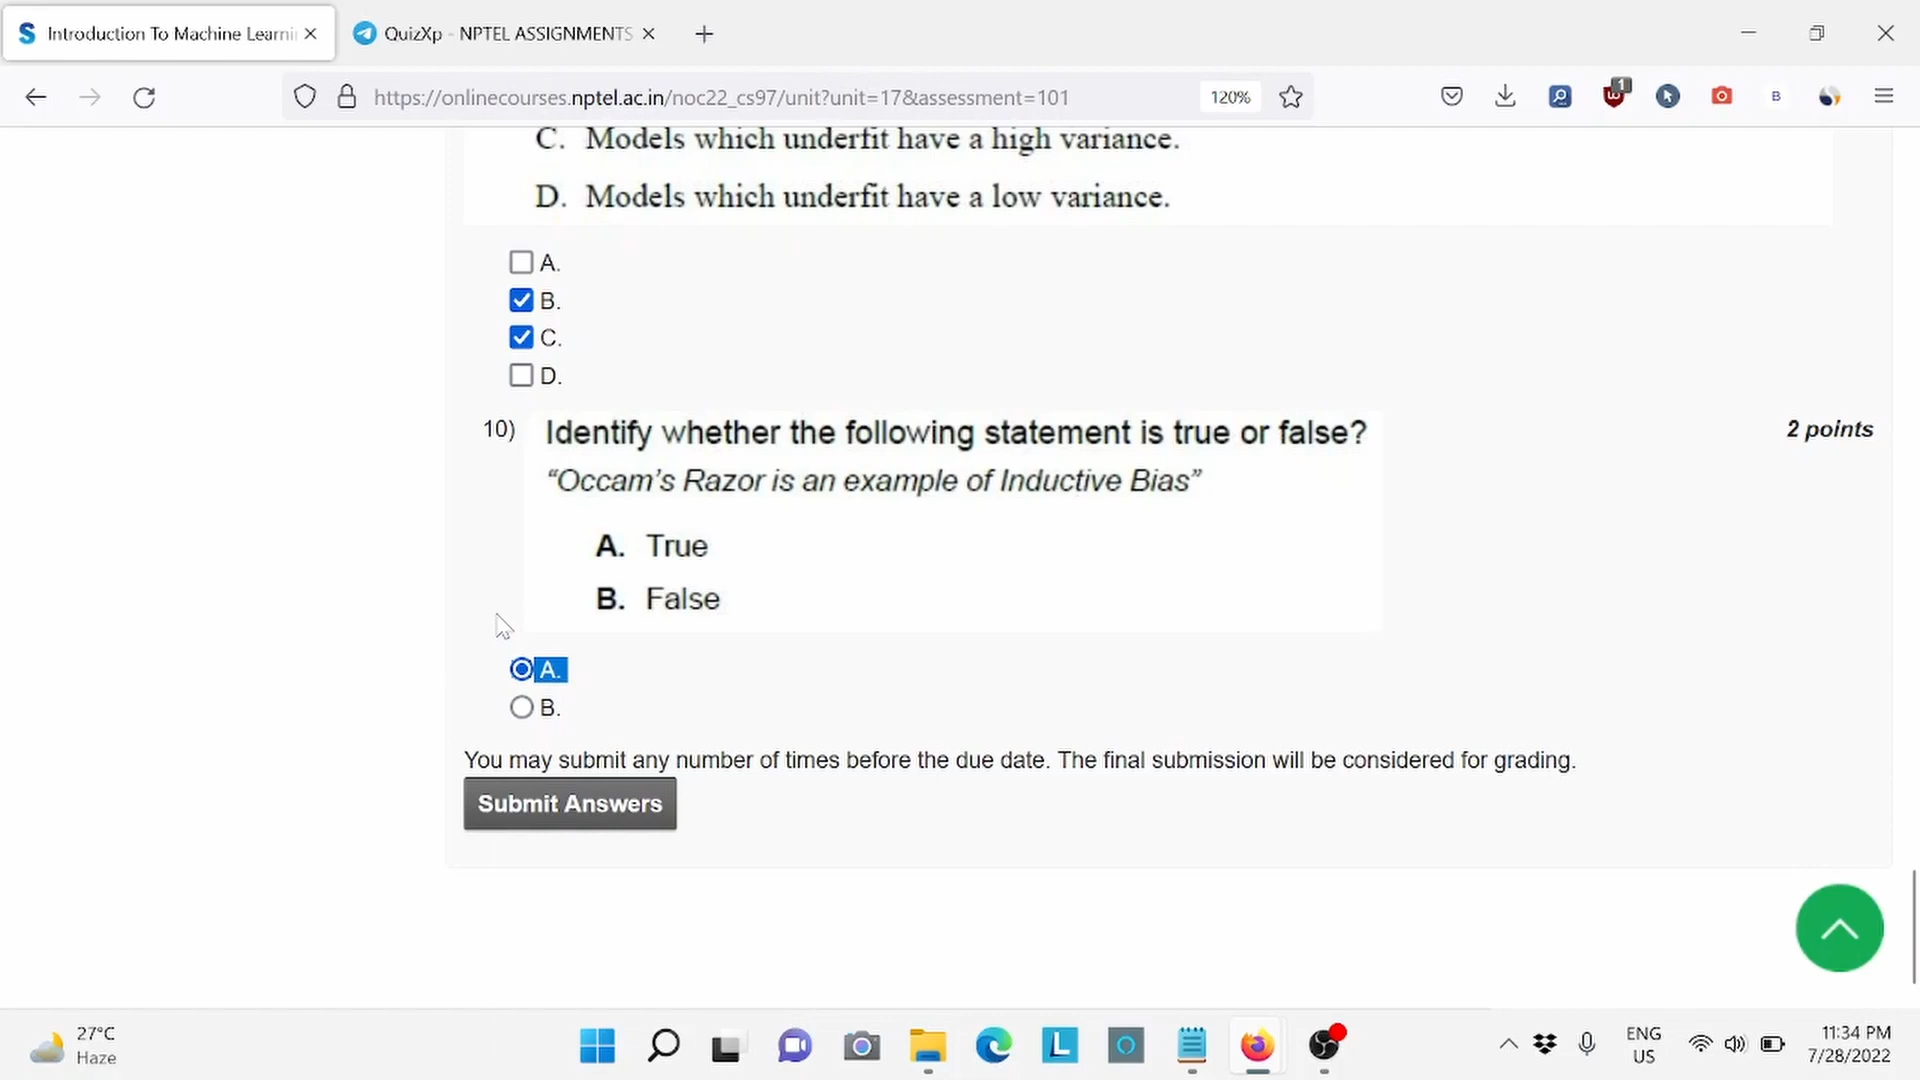 Introduction To Machine Learni
QuizXp - NPTEL ASSIGNMENTS
https://onlinecourses.nptel.ac.in/noc22_cs97/unit?unit=17&assessment=101
120%
1
B
C. Models which underfit have a high variance.
D. Models which underfit have a low variance.
A.
B.
C.
D.
10) Identify whether the following statement is true or false?
2 points
“Occam’s Razor is an example of Inductive Bias”
A. True
B. False
A.
B.
You may submit any number of times before the due date. The final submission will be considered for grading.
Submit Answers
27°C
Haze
L
ENG
US
11:34 PM
7/28/2022